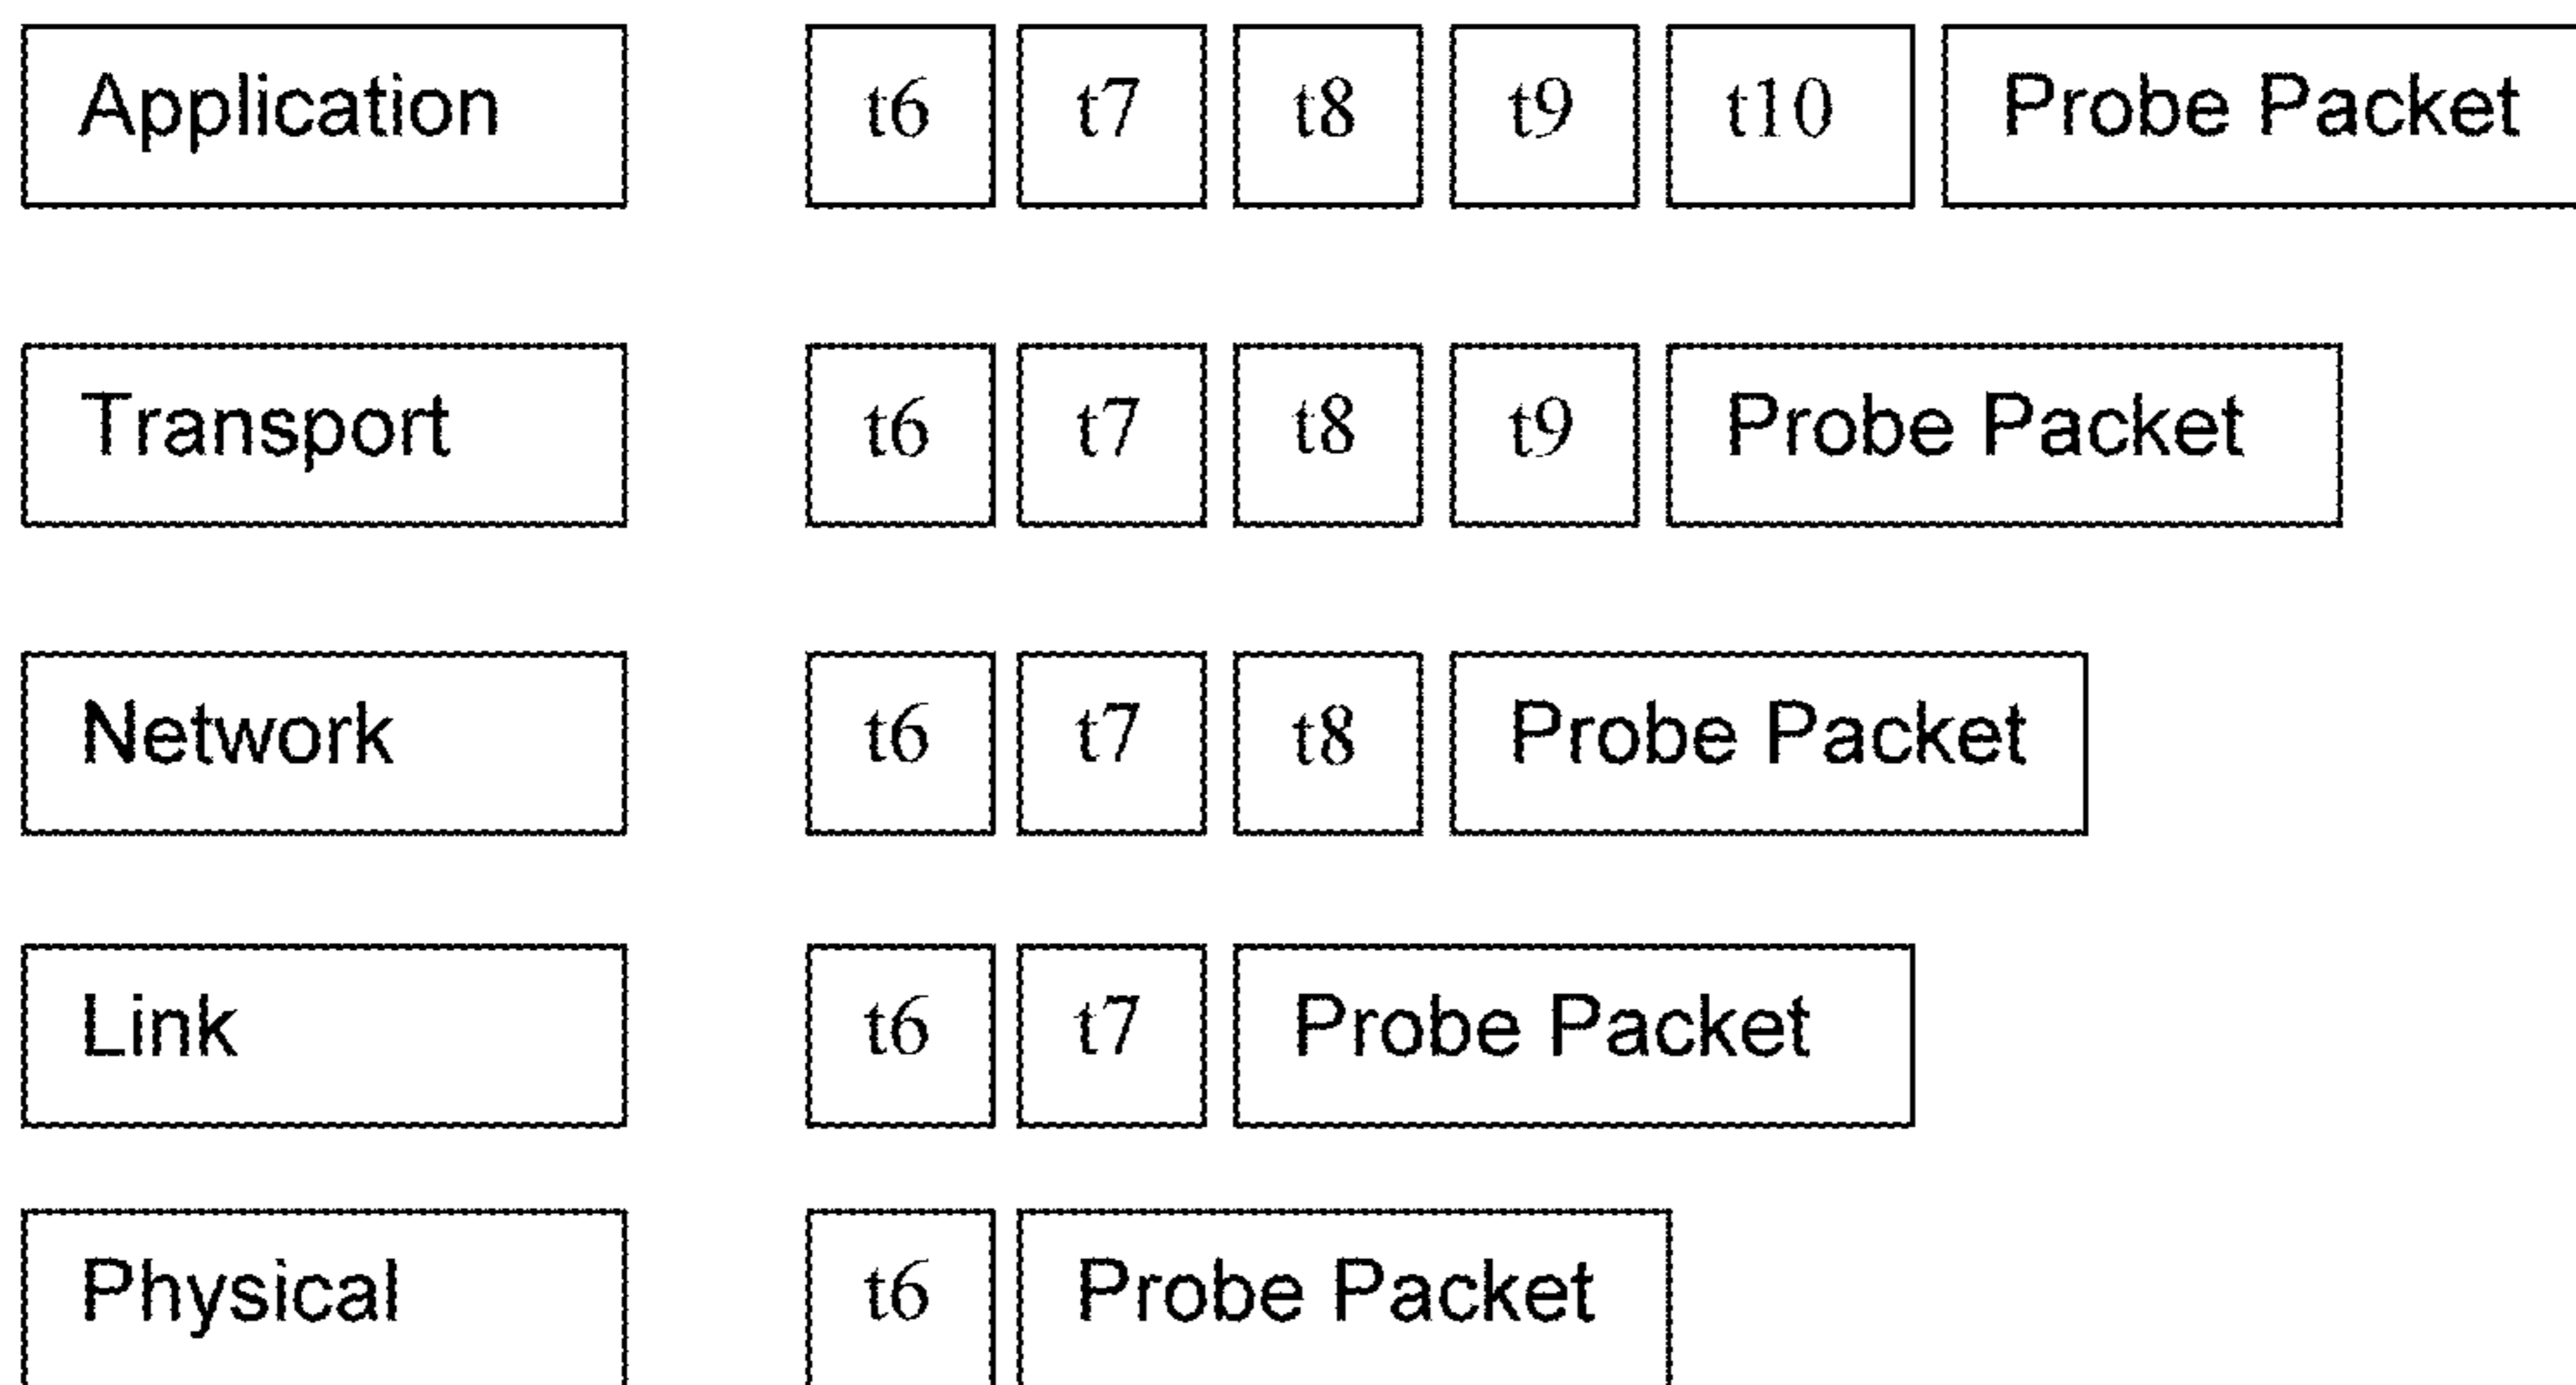 Application t6 t7 t8 t9 t10 Probe Packet
Transport t6 t7 t8 t9 Probe Packet
Network t6 t7 t8 Probe Packet
Link t6 t7 Probe Packet
Physical t6 Probe Packet